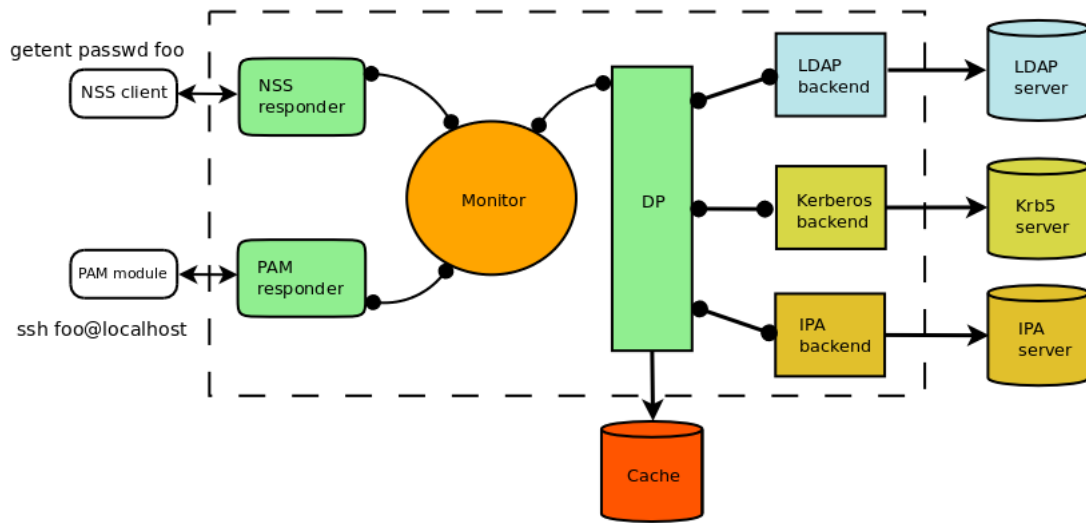 getent passwd foo
NSS client
NSS
responder
Monitor
DP
LDAP
backend
LDAP
server
Kerberos
backend
Krb5
server
PAM module
PAM
responder
ssh foo@localhost
IPA
backend
IPA
server
Cache